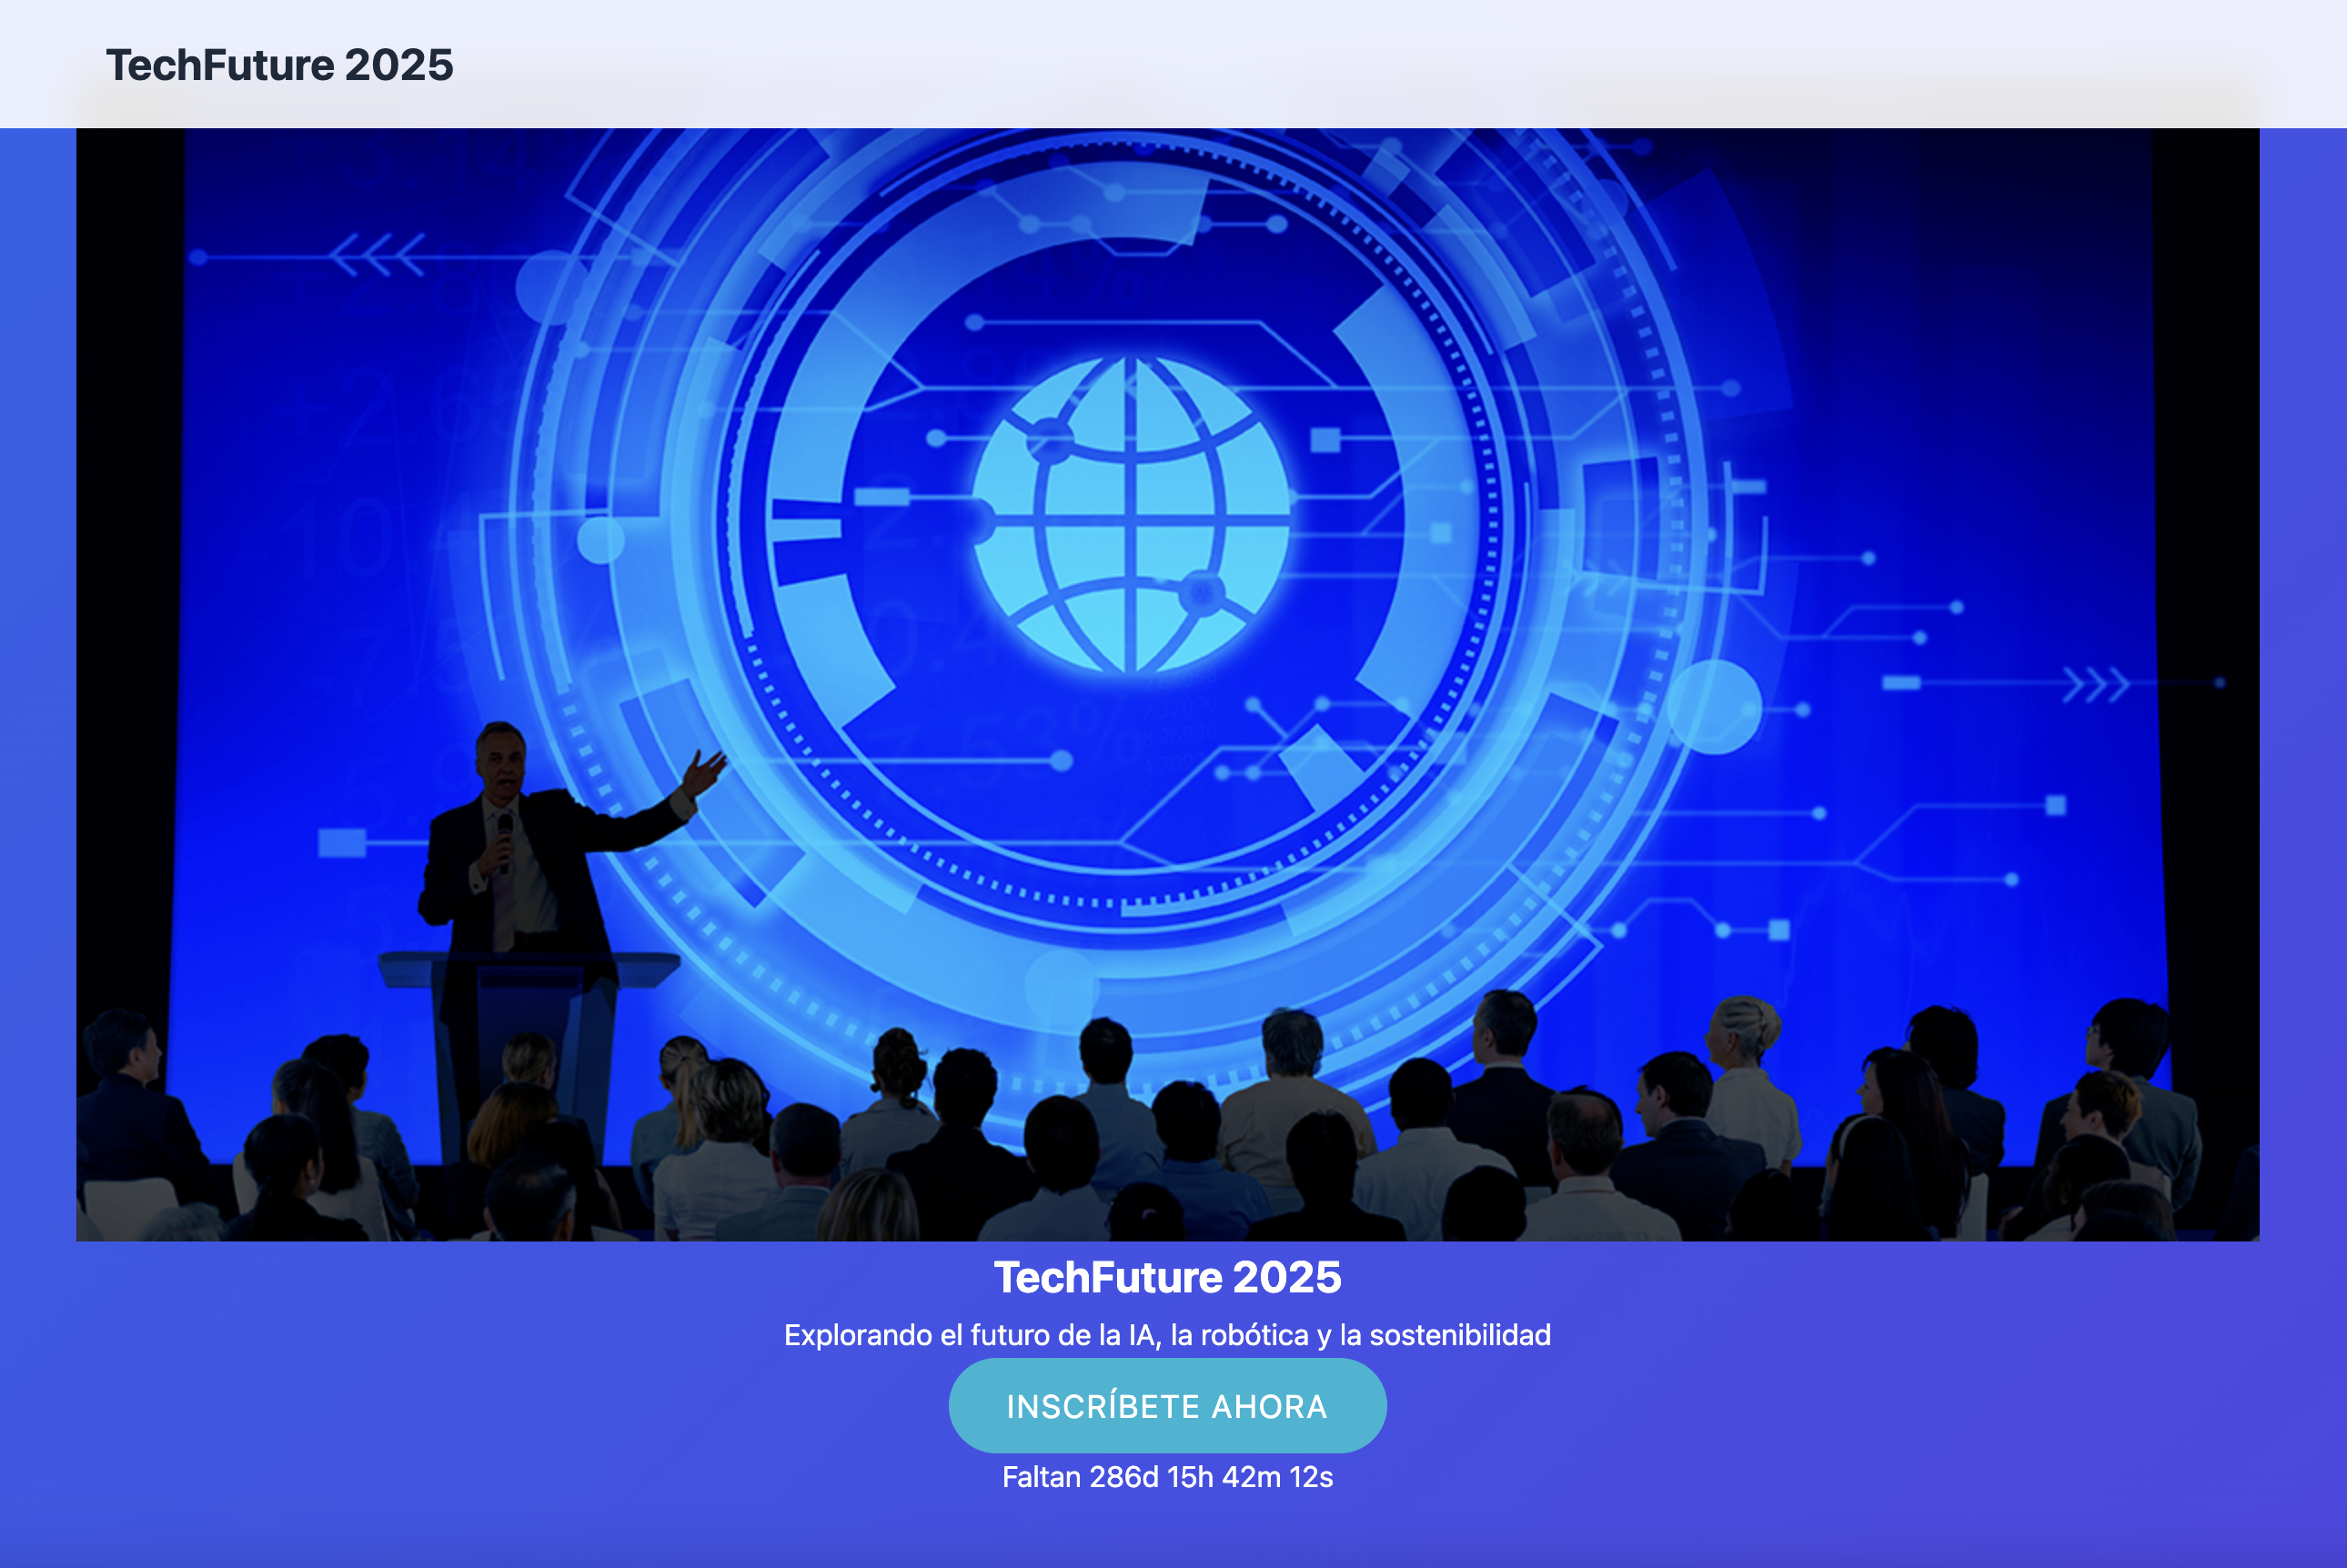 TechFuture 2025
TechFuture 2025
Explorando el futuro de la IA, la robótica y la sostenibilidad
INSCRÍBETE AHORA
Faltan 286d 15h 42m 12s